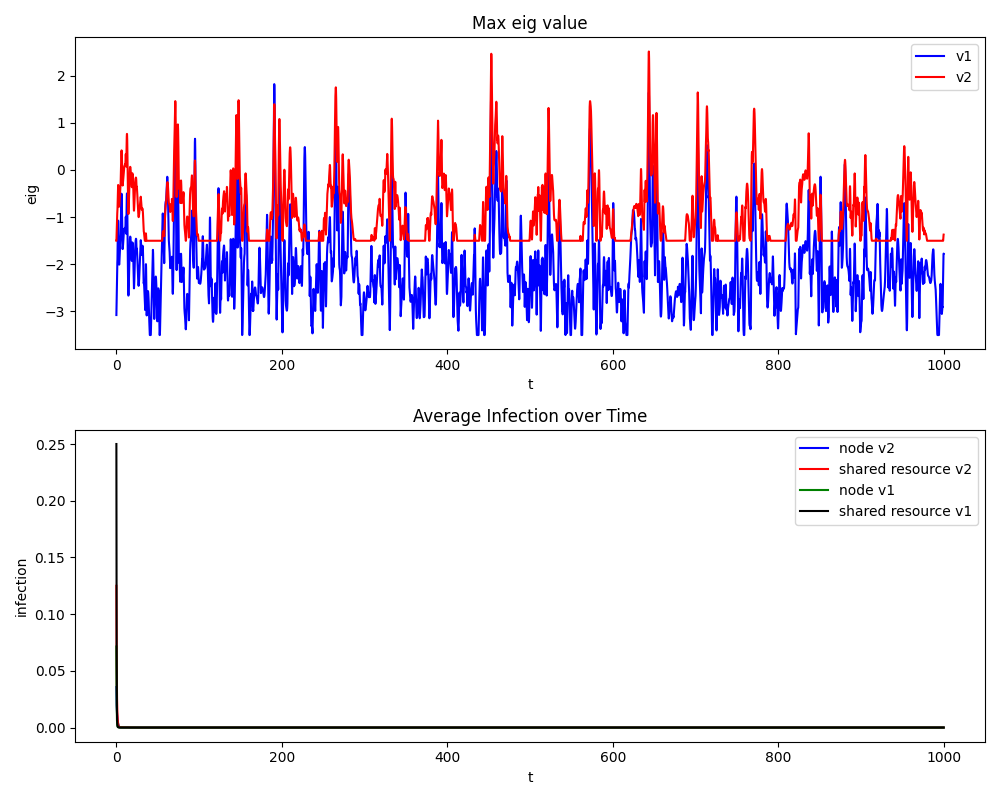 Max eig value
v1
v2
2
1
0
−1
−2
−3
eig
0
200
400
600
800
1000
t
Average Infection over Time
node v2
shared resource v2
node v1
shared resource v1
0.25
0.20
0.15
0.10
0.05
0.00
infection
0
200
400
600
800
1000
t